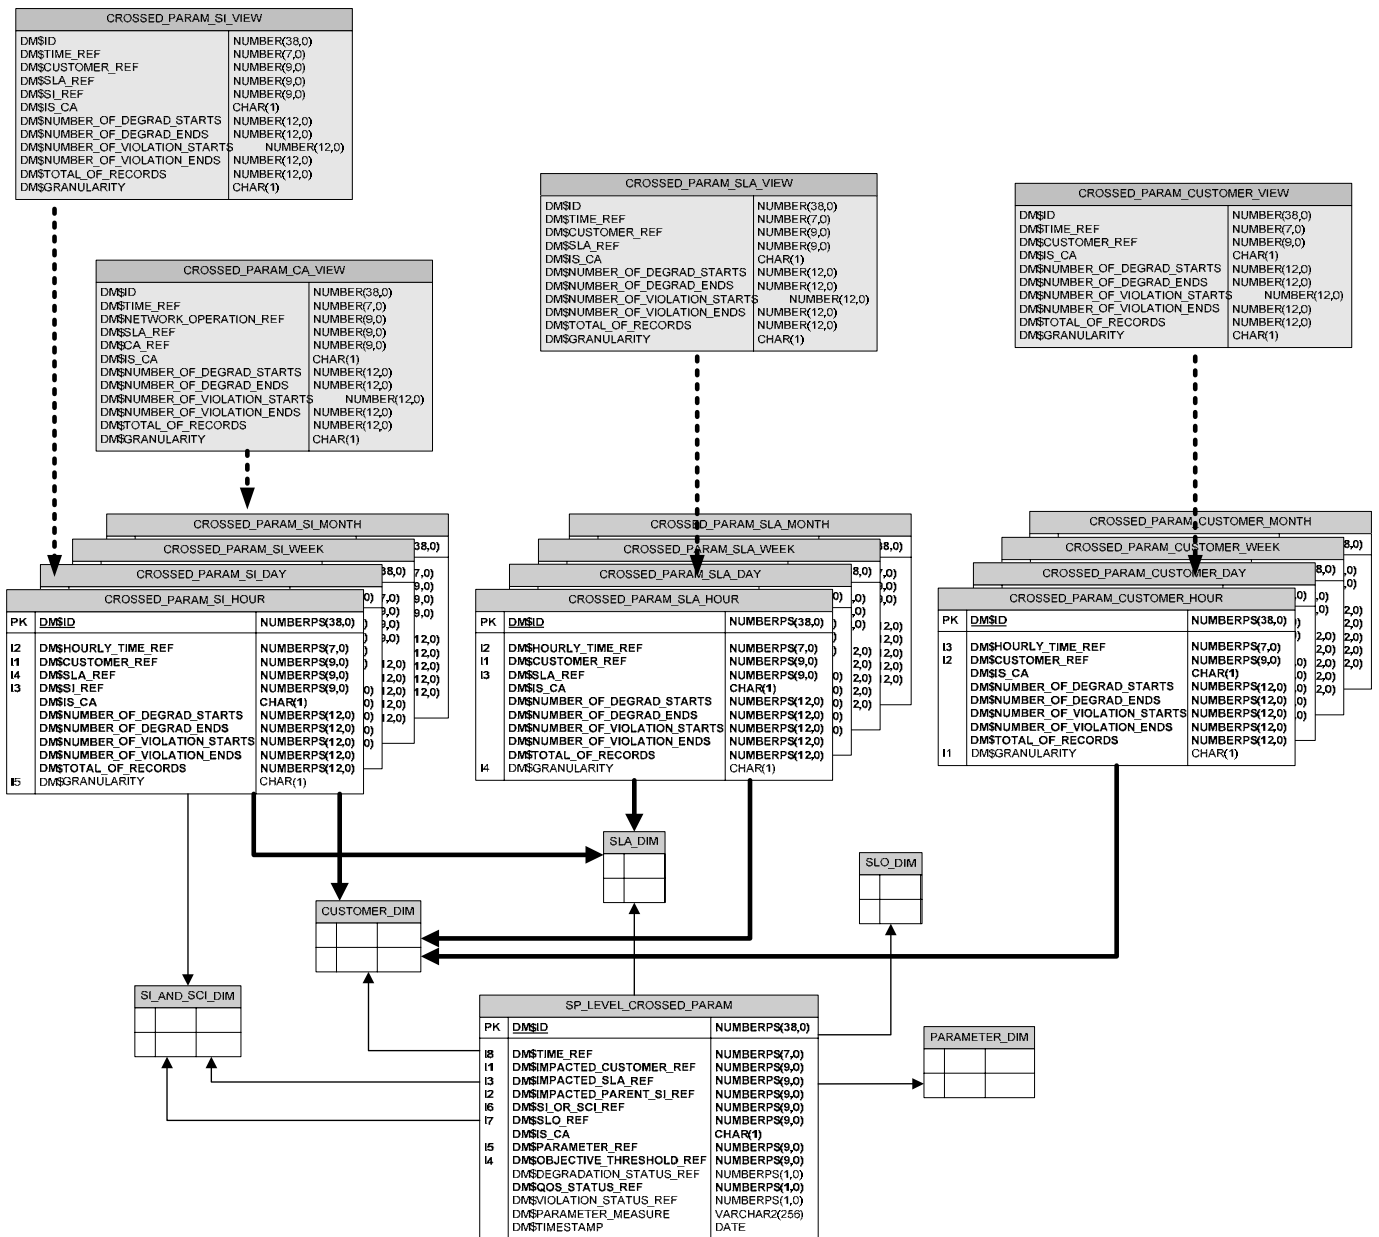 CROSSED_PARAM_SI_VIEW
DM$ID NUMBER(38,0)
DM$TIME_REF NUMBER(7,0)
DM$CUSTOMER_REF NUMBER(9,0)
DM$SLA_REF NUMBER(9,0)
DM$SI_REF NUMBER(9,0)
DM$IS_CA CHAR(1)
DM$NUMBER_OF_DEGRAD_STARTS NUMBER(12,0)
DM$NUMBER_OF_DEGRAD_ENDS NUMBER(12,0)
DM$NUMBER_OF_VIOLATION_STARTS NUMBER(12,0)
DM$NUMBER_OF_VIOLATION_ENDS NUMBER(12,0)
DM$TOTAL_OF_RECORDS NUMBER(12,0)
DM$GRANULARITY CHAR(1)
CROSSED_PARAM_CA_VIEW
DM$ID NUMBER(38,0)
DM$TIME_REF NUMBER(7,0)
DM$NETWORK_OPERATION_REF NUMBER(9,0)
DM$SLA_REF NUMBER(9,0)
DM$CA_REF NUMBER(9,0)
DM$IS_CA CHAR(1)
DM$NUMBER_OF_DEGRAD_STARTS NUMBER(12,0)
DM$NUMBER_OF_DEGRAD_ENDS NUMBER(12,0)
DM$NUMBER_OF_VIOLATION_STARTS NUMBER(12,0)
DM$NUMBER_OF_VIOLATION_ENDS NUMBER(12,0)
DM$TOTAL_OF_RECORDS NUMBER(12,0)
DM$GRANULARITY CHAR(1)
CROSSED_PARAM_SLA_VIEW
DM$ID NUMBER(38,0)
DM$TIME_REF NUMBER(7,0)
DM$CUSTOMER_REF NUMBER(9,0)
DM$SLA_REF NUMBER(9,0)
DM$IS_CA CHAR(1)
DM$NUMBER_OF_DEGRAD_STARTS NUMBER(12,0)
DM$NUMBER_OF_DEGRAD_ENDS NUMBER(12,0)
DM$NUMBER_OF_VIOLATION_STARTS NUMBER(12,0)
DM$NUMBER_OF_VIOLATION_ENDS NUMBER(12,0)
DM$TOTAL_OF_RECORDS NUMBER(12,0)
DM$GRANULARITY CHAR(1)
CROSSED_PARAM_CUSTOMER_VIEW
DM$ID NUMBER(38,0)
DM$TIME_REF NUMBER(7,0)
DM$CUSTOMER_REF NUMBER(9,0)
DM$IS_CA CHAR(1)
DM$NUMBER_OF_DEGRAD_STARTS NUMBER(12,0)
DM$NUMBER_OF_DEGRAD_ENDS NUMBER(12,0)
DM$NUMBER_OF_VIOLATION_STARTS NUMBER(12,0)
DM$NUMBER_OF_VIOLATION_ENDS NUMBER(12,0)
DM$TOTAL_OF_RECORDS NUMBER(12,0)
DM$GRANULARITY CHAR(1)
CROSSED_PARAM_SI_MONTH
CROSSED_PARAM_SI_WEEK
CROSSED_PARAM_SI_DAY
CROSSED_PARAM_SI_HOUR
PK DM$ID NUMBERPS(38,0)
I2 DM$HOURLY_TIME_REF NUMBERPS(7,0)
I1 DM$CUSTOMER_REF NUMBERPS(9,0)
I4 DM$SLA_REF NUMBERPS(9,0)
I3 DM$SI_REF NUMBERPS(9,0)
DM$IS_CA CHAR(1)
DM$NUMBER_OF_DEGRAD_STARTS NUMBERPS(12,0)
DM$NUMBER_OF_DEGRAD_ENDS NUMBERPS(12,0)
DM$NUMBER_OF_VIOLATION_STARTS NUMBERPS(12,0)
DM$NUMBER_OF_VIOLATION_ENDS NUMBERPS(12,0)
DM$TOTAL_OF_RECORDS NUMBERPS(12,0)
I5 DM$GRANULARITY CHAR(1)
CROSSED_PARAM_SLA_MONTH
CROSSED_PARAM_SLA_WEEK
CROSSED_PARAM_SLA_DAY
CROSSED_PARAM_SLA_HOUR
PK DM$ID NUMBERPS(38,0)
I2 DM$HOURLY_TIME_REF NUMBERPS(7,0)
I1 DM$CUSTOMER_REF NUMBERPS(9,0)
I3 DM$SLA_REF NUMBERPS(9,0)
DM$IS_CA CHAR(1)
DM$NUMBER_OF_DEGRAD_STARTS NUMBERPS(12,0)
DM$NUMBER_OF_DEGRAD_ENDS NUMBERPS(12,0)
DM$NUMBER_OF_VIOLATION_STARTS NUMBERPS(12,0)
DM$NUMBER_OF_VIOLATION_ENDS NUMBERPS(12,0)
DM$TOTAL_OF_RECORDS NUMBERPS(12,0)
I4 DM$GRANULARITY CHAR(1)
CROSSED_PARAM_CUSTOMER_MONTH
CROSSED_PARAM_CUSTOMER_WEEK
CROSSED_PARAM_CUSTOMER_DAY
CROSSED_PARAM_CUSTOMER_HOUR
PK DM$ID NUMBERPS(38,0)
I3 DM$HOURLY_TIME_REF NUMBERPS(7,0)
I2 DM$CUSTOMER_REF NUMBERPS(9,0)
DM$IS_CA CHAR(1)
DM$NUMBER_OF_DEGRAD_STARTS NUMBERPS(12,0)
DM$NUMBER_OF_DEGRAD_ENDS NUMBERPS(12,0)
DM$NUMBER_OF_VIOLATION_STARTS NUMBERPS(12,0)
DM$NUMBER_OF_VIOLATION_ENDS NUMBERPS(12,0)
DM$TOTAL_OF_RECORDS NUMBERPS(12,0)
I1 DM$GRANULARITY CHAR(1)
SLA_DIM
SLO_DIM
CUSTOMER_DIM
SI_AND_SCI_DIM
PARAMETER_DIM
SP_LEVEL_CROSSED_PARAM
PK DM$ID NUMBERPS(38,0)
I8 DM$TIME_REF NUMBERPS(7,0)
I1 DM$IMPACTED_CUSTOMER_REF NUMBERPS(9,0)
I3 DM$IMPACTED_SLA_REF NUMBERPS(9,0)
I2 DM$IMPACTED_PARENT_SI_REF NUMBERPS(9,0)
I6 DM$SI_OR_SCI_REF NUMBERPS(9,0)
I7 DM$SLO_REF NUMBERPS(9,0)
DM$IS_CA CHAR(1)
I5 DM$PARAMETER_REF NUMBERPS(9,0)
I4 DM$OBJECTIVE_THRESHOLD_REF NUMBERPS(9,0)
DM$DEGRADATION_STATUS_REF NUMBERPS(1,0)
DM$QOS_STATUS_REF NUMBERPS(1,0)
DM$VIOLATION_STATUS_REF NUMBERPS(1,0)
DM$PARAMETER_MEASURE VARCHAR2(256)
DM$TIMESTAMP DATE